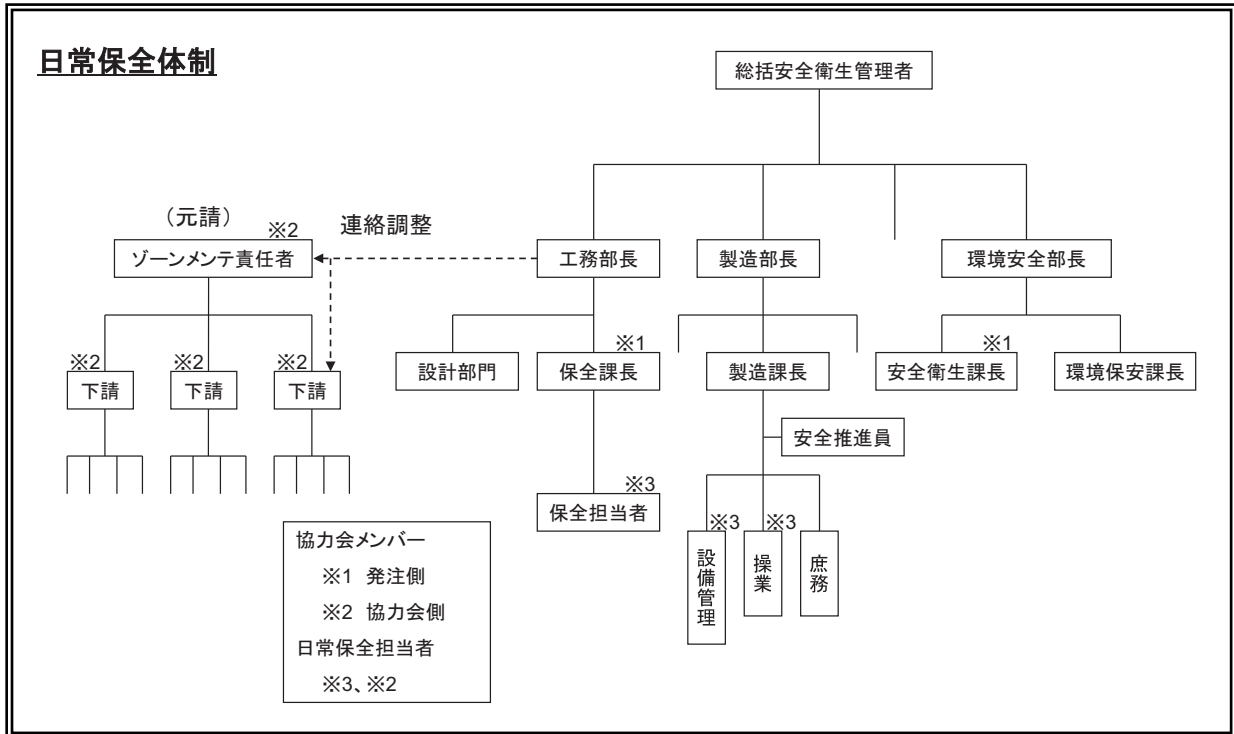 日常保全体制
総括安全衛生管理者
(元請)
※2
連絡調整
ゾーンメンテ責任者
工務部長
製造部長
環境安全部長
※2
※2
※2
下請
下請
下請
※1
※1
設計部門
保全課長
製造課長
安全衛生課長
環境保安課長
安全推進員
※3
保全担当者
※3
※3
設備管理
操業
庶務
協力会メンバー
※1 発注側
※2 協力会側
日常保全担当者
※3、※2